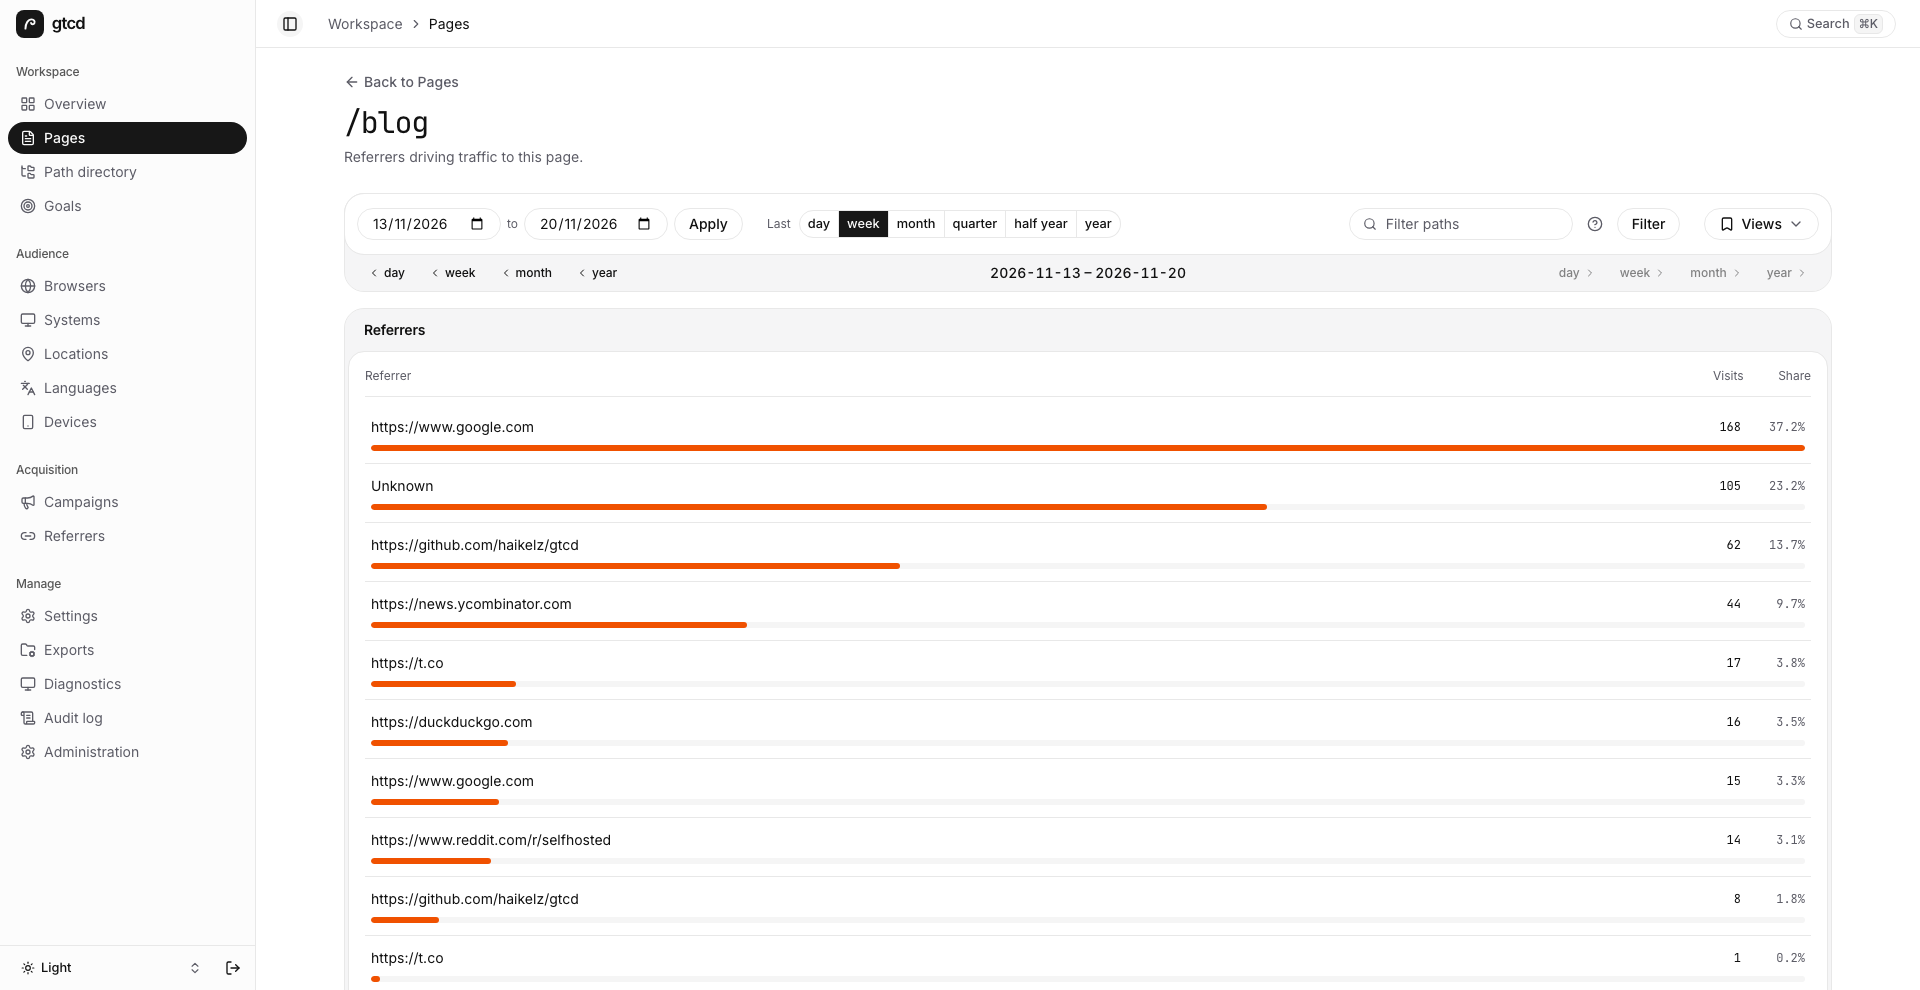 gtcd
Workspace
Overview
Pages
Path directory
Goals
Audience
Browsers
Systems
Locations
Languages
Devices
Acquisition
Campaigns
Referrers
Manage
Settings
Exports
Diagnostics
Audit log
Administration
Light
Workspace > Pages
Search ⌘K
← Back to Pages
/blog
Referrers driving traffic to this page.
13/11/2026 to 20/11/2026 Apply Last day week month quarter half year year Filter paths Filter Views
‹ day ‹ week ‹ month ‹ year 2026-11-13 – 2026-11-20 day › week › month › year ›
Referrers
Referrer Visits Share
https://www.google.com 168 37.2%
Unknown 105 23.2%
https://github.com/haikelz/gtcd 62 13.7%
https://news.ycombinator.com 44 9.7%
https://t.co 17 3.8%
https://duckduckgo.com 16 3.5%
https://www.google.com 15 3.3%
https://www.reddit.com/r/selfhosted 14 3.1%
https://github.com/haikelz/gtcd 8 1.8%
https://t.co 1 0.2%